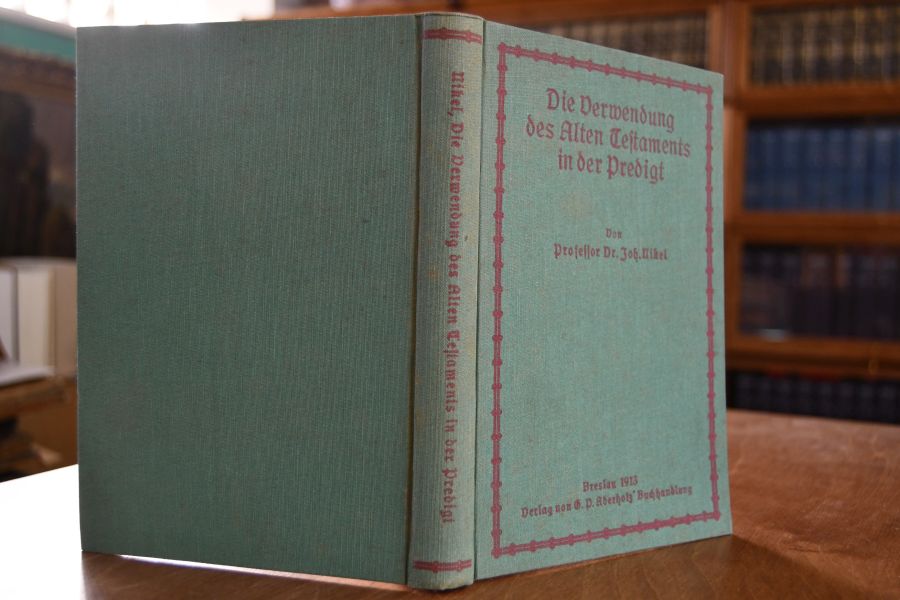 Nikel, Die Verwendung des Alten Testaments in der Predigt
Die Verwendung
des Alten Testaments
in der Predigt
Von
Professor Dr. Joh. Nikel
Breslau 1913
Verlag von G. P. Aderholz' Buchhandlung